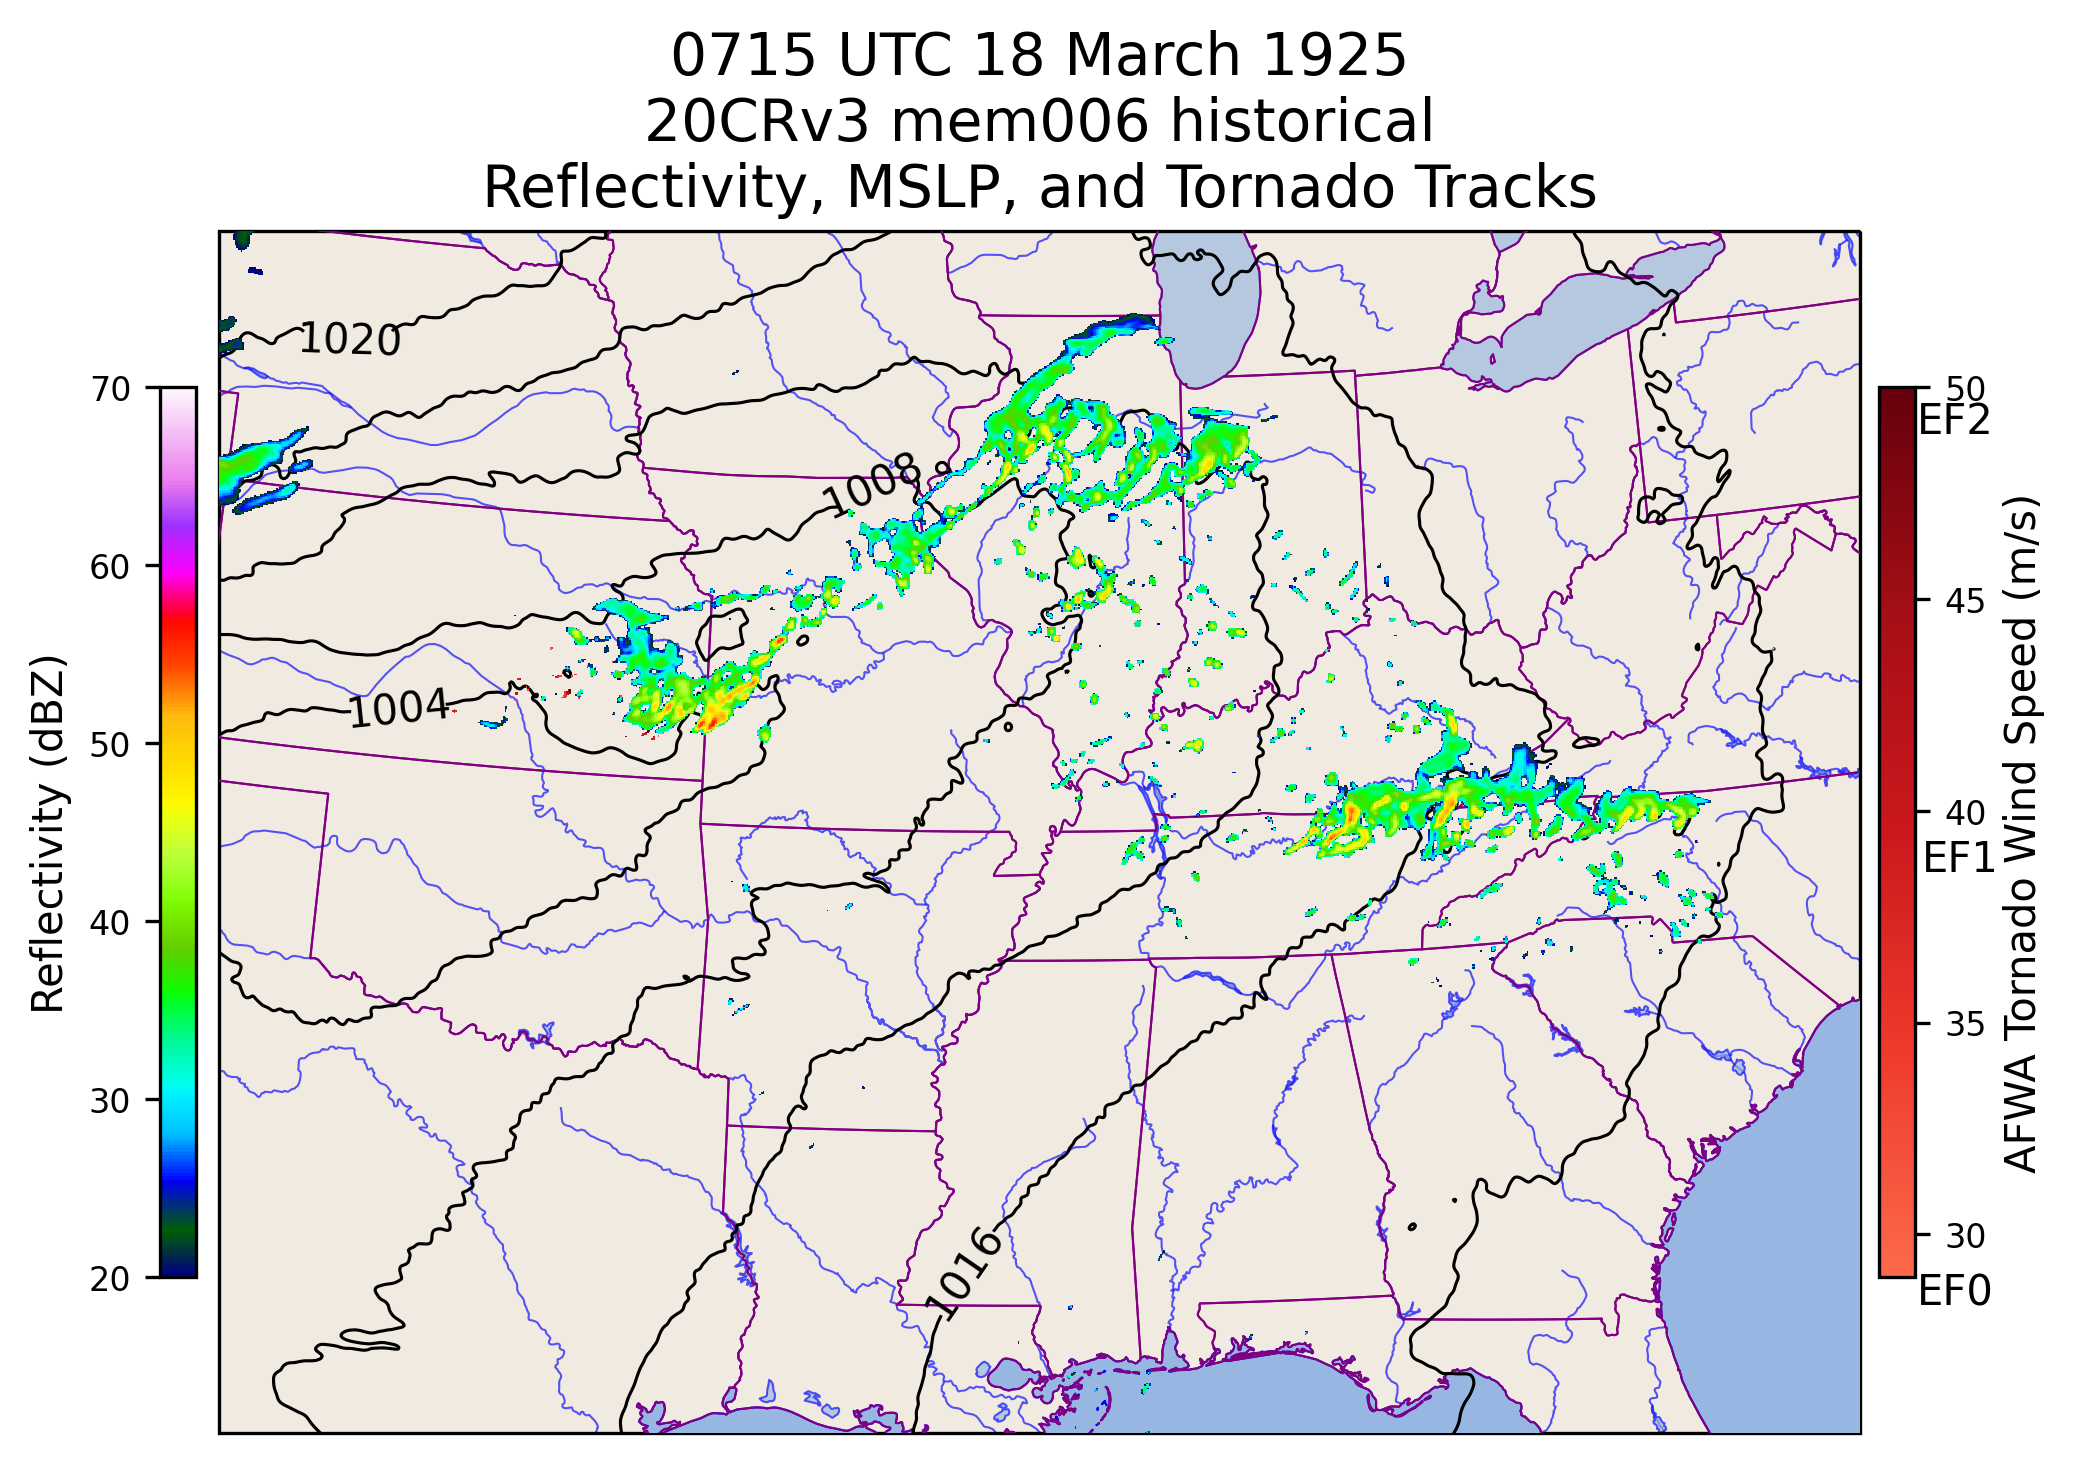 0715 UTC 18 March 1925
20CRv3 mem006 historical
Reflectivity, MSLP, and Tornado Tracks
1020
1008
1004
1016
70
60
50
40
30
20
Reflectivity (dBZ)
50
EF2
45
40
EF1
35
30
EF0
AFWA Tornado Wind Speed (m/s)